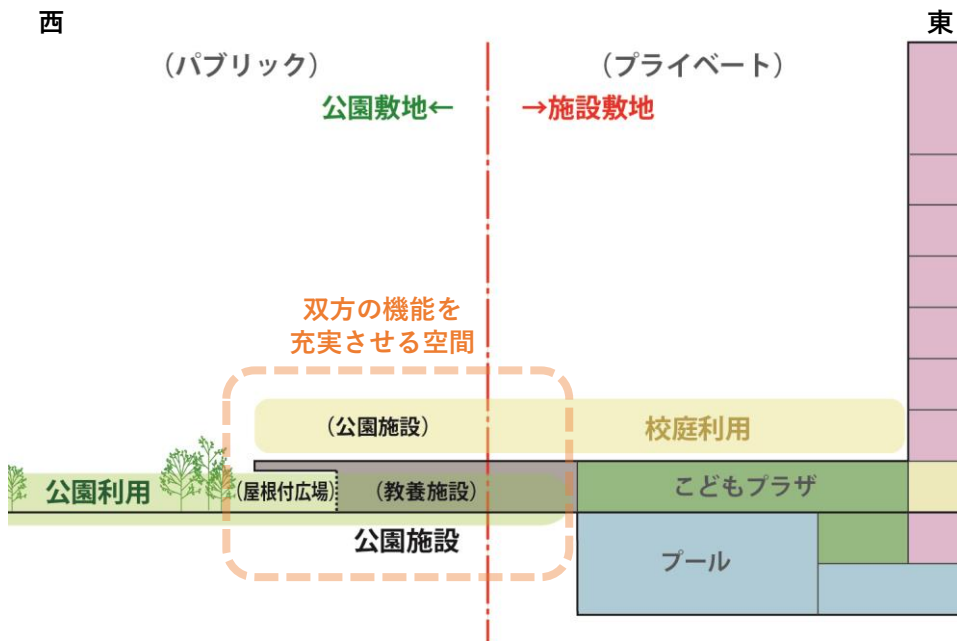 西
東
（パブリック）
（プライベート）
公園敷地←
→施設敷地
双方の機能を
充実させる空間
（公園施設）
校庭利用
公園利用
（屋根付広場）
（教養施設）
こどもプラザ
公園施設
プール